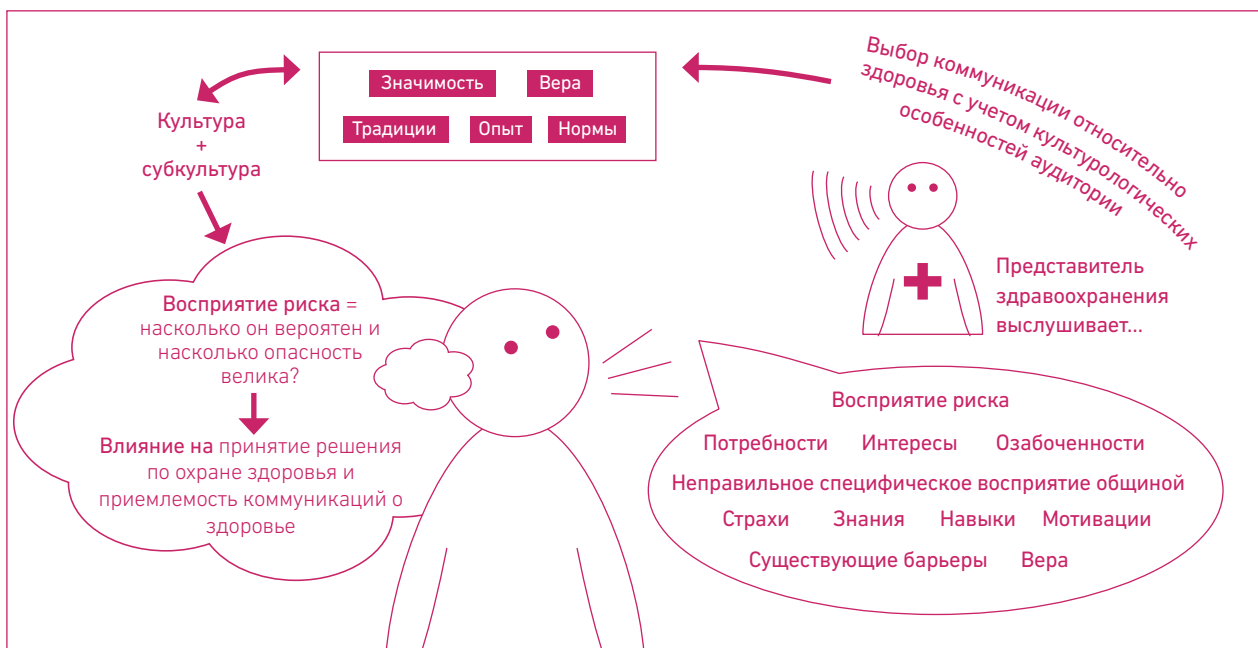 Значимость Вера
Традиции Опыт Нормы
Культура
+
субкультура
Выбор коммуникации относительно
здоровья с учетом культурологических
особенностей аудитории
Представитель
здравоохранения
выслушивает...
Восприятие риска =
насколько он вероятен и
насколько опасность
велика?
Влияние на принятие решения
по охране здоровья и
приемлемость коммуникаций о
здоровье
Восприятие риска
Потребности Интересы Озабоченности
Неправильное специфическое восприятие общиной
Страхи Знания Навыки Мотивации
Существующие барьеры Вера